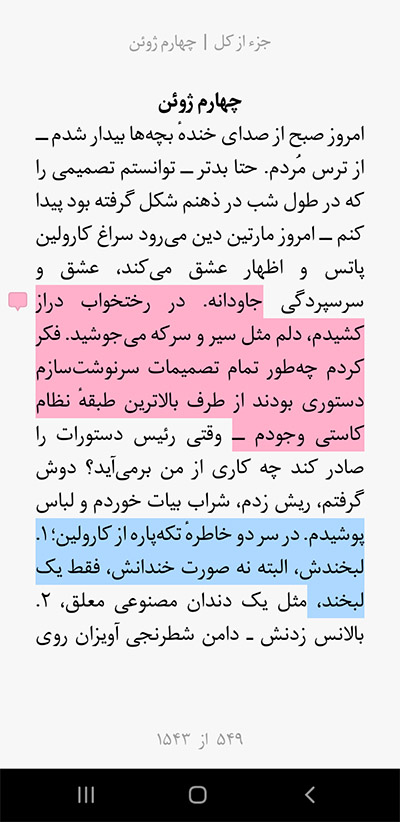 جزء از کل | چهارم ژوئن
چهارم ژوئن
امروز صبح از صدای خندهٔ بچه‌ها بیدار شدم ــ
از ترس مُردم. حتا بدتر ــ توانستم تصمیمی را
که در طول شب در ذهنم شکل گرفته بود پیدا
کنم ــ امروز مارتین دین می‌رود سراغ کارولین
پاتس و اظهار عشق می‌کند، عشق و
سرسپردگی جاودانه. در رختخواب دراز
کشیدم، دلم مثل سیر و سرکه می‌جوشید. فکر
کردم چه‌طور تمام تصمیمات سرنوشت‌سازم
دستوری بودند از طرف بالاترین طبقهٔ نظام
کاستی وجودم ــ وقتی رئیس دستورات را
صادر کند چه کاری از من برمی‌آید؟ دوش
گرفتم، ریش زدم، شراب بیات خوردم و لباس
پوشیدم. در سر دو خاطرهٔ تکه‌پاره از کارولین؛ ۱.
لبخندش، البته نه صورت خندانش، فقط یک
لبخند، مثل یک دندان مصنوعی معلق، ۲.
بالانس زدنش ـ دامن شطرنجی آویزان روی
۵۴۹ از ۱۵۴۳